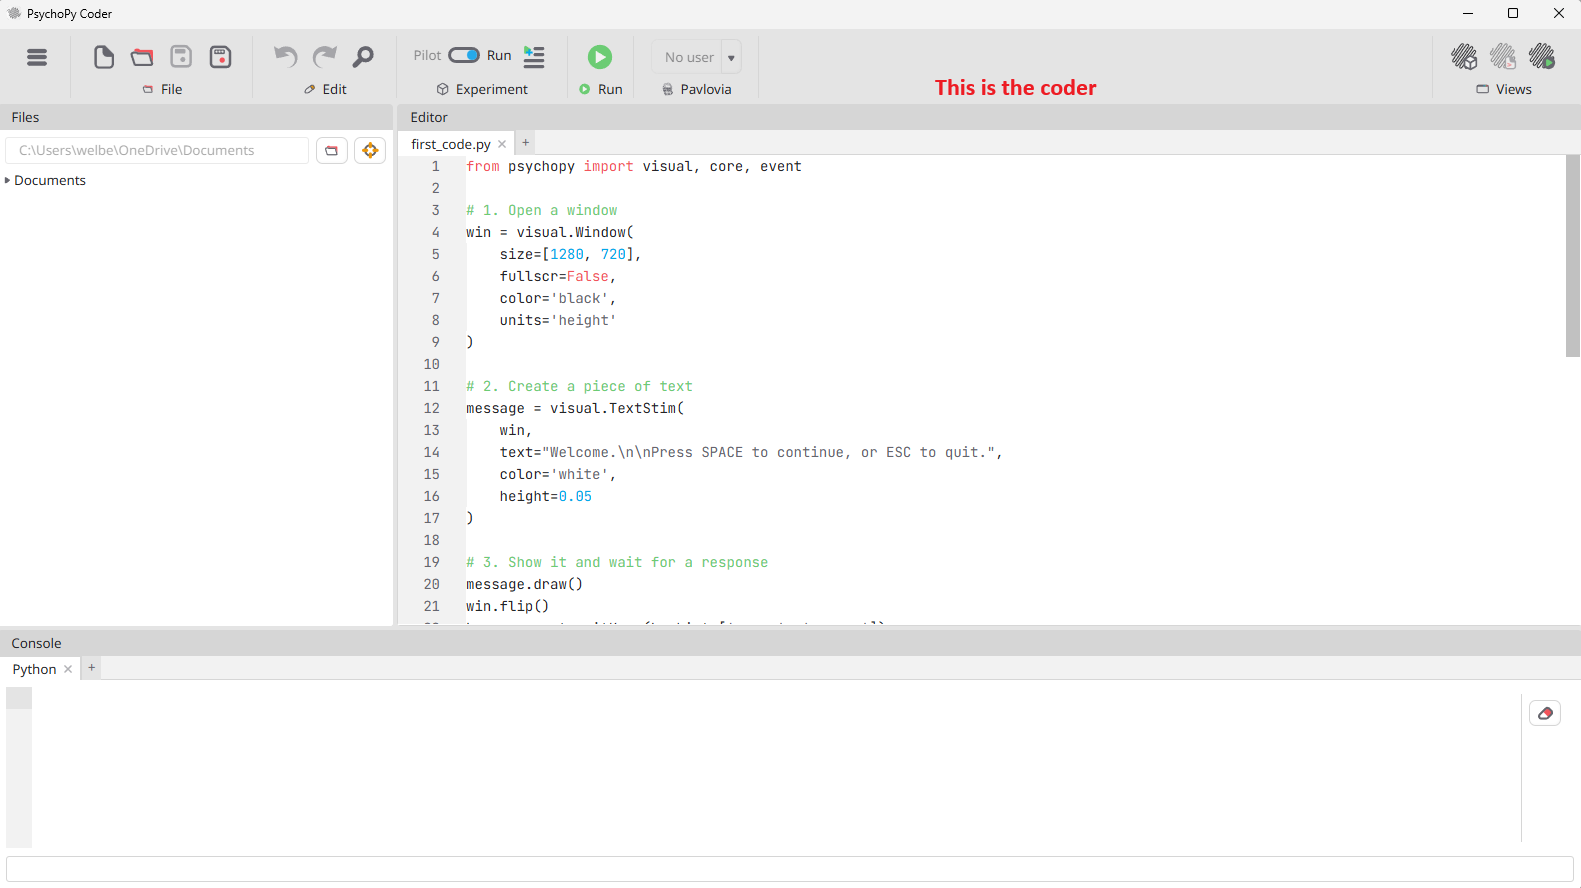 PsychoPy Coder
Pilot Run
No user
File
Edit
Experiment
Run
Pavlovia
This is the coder
Views
Files
Editor
C:\Users\welbe\OneDrive\Documents
first_code.py
+
Documents
1 from psychopy import visual, core, event
2
3 # 1. Open a window
4 win = visual.Window(
5 size=[1280, 720],
6 fullscr=False,
7 color='black',
8 units='height'
9 )
10
11 # 2. Create a piece of text
12 message = visual.TextStim(
13 win,
14 text="Welcome.\n\nPress SPACE to continue, or ESC to quit.",
15 color='white',
16 height=0.05
17 )
18
19 # 3. Show it and wait for a response
20 message.draw()
21 win.flip()
Console
Python
+